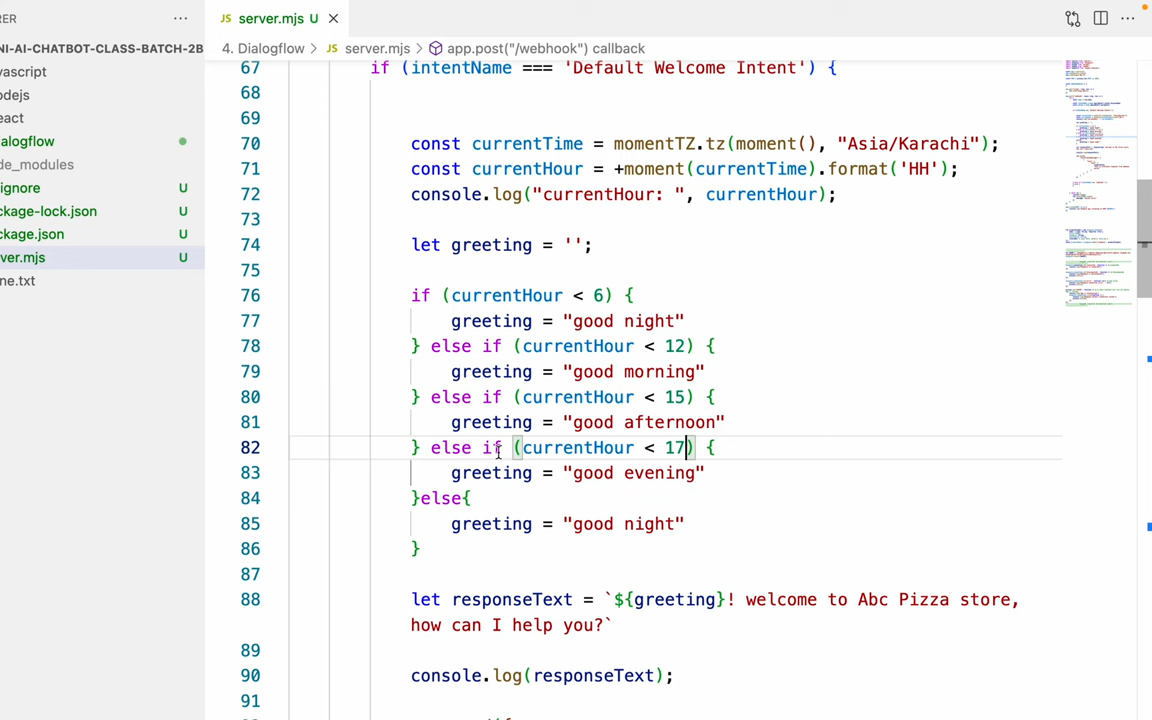 RER ...
JS server.mjs U ×
NI-AI-CHATBOT-CLASS-BATCH-2B
4. Dialogflow > JS server.mjs > app.post("/webhook") callback
vascript
odejs
eact
ialogflow
de_modules
ignore U
ckage-lock.json U
ckage.json U
ver.mjs U
ne.txt
67 if (intentName === 'Default Welcome Intent') {
68
69
70 const currentTime = momentTZ.tz(moment(), "Asia/Karachi");
71 const currentHour = +moment(currentTime).format('HH');
72 console.log("currentHour: ", currentHour);
73
74 let greeting = '';
75
76 if (currentHour < 6) {
77 greeting = "good night"
78 } else if (currentHour < 12) {
79 greeting = "good morning"
80 } else if (currentHour < 15) {
81 greeting = "good afternoon"
82 } else if (currentHour < 17) {
83 greeting = "good evening"
84 }else{
85 greeting = "good night"
86 }
87
88 let responseText = `${greeting}! welcome to Abc Pizza store,
how can I help you?`
89
90 console.log(responseText);
91